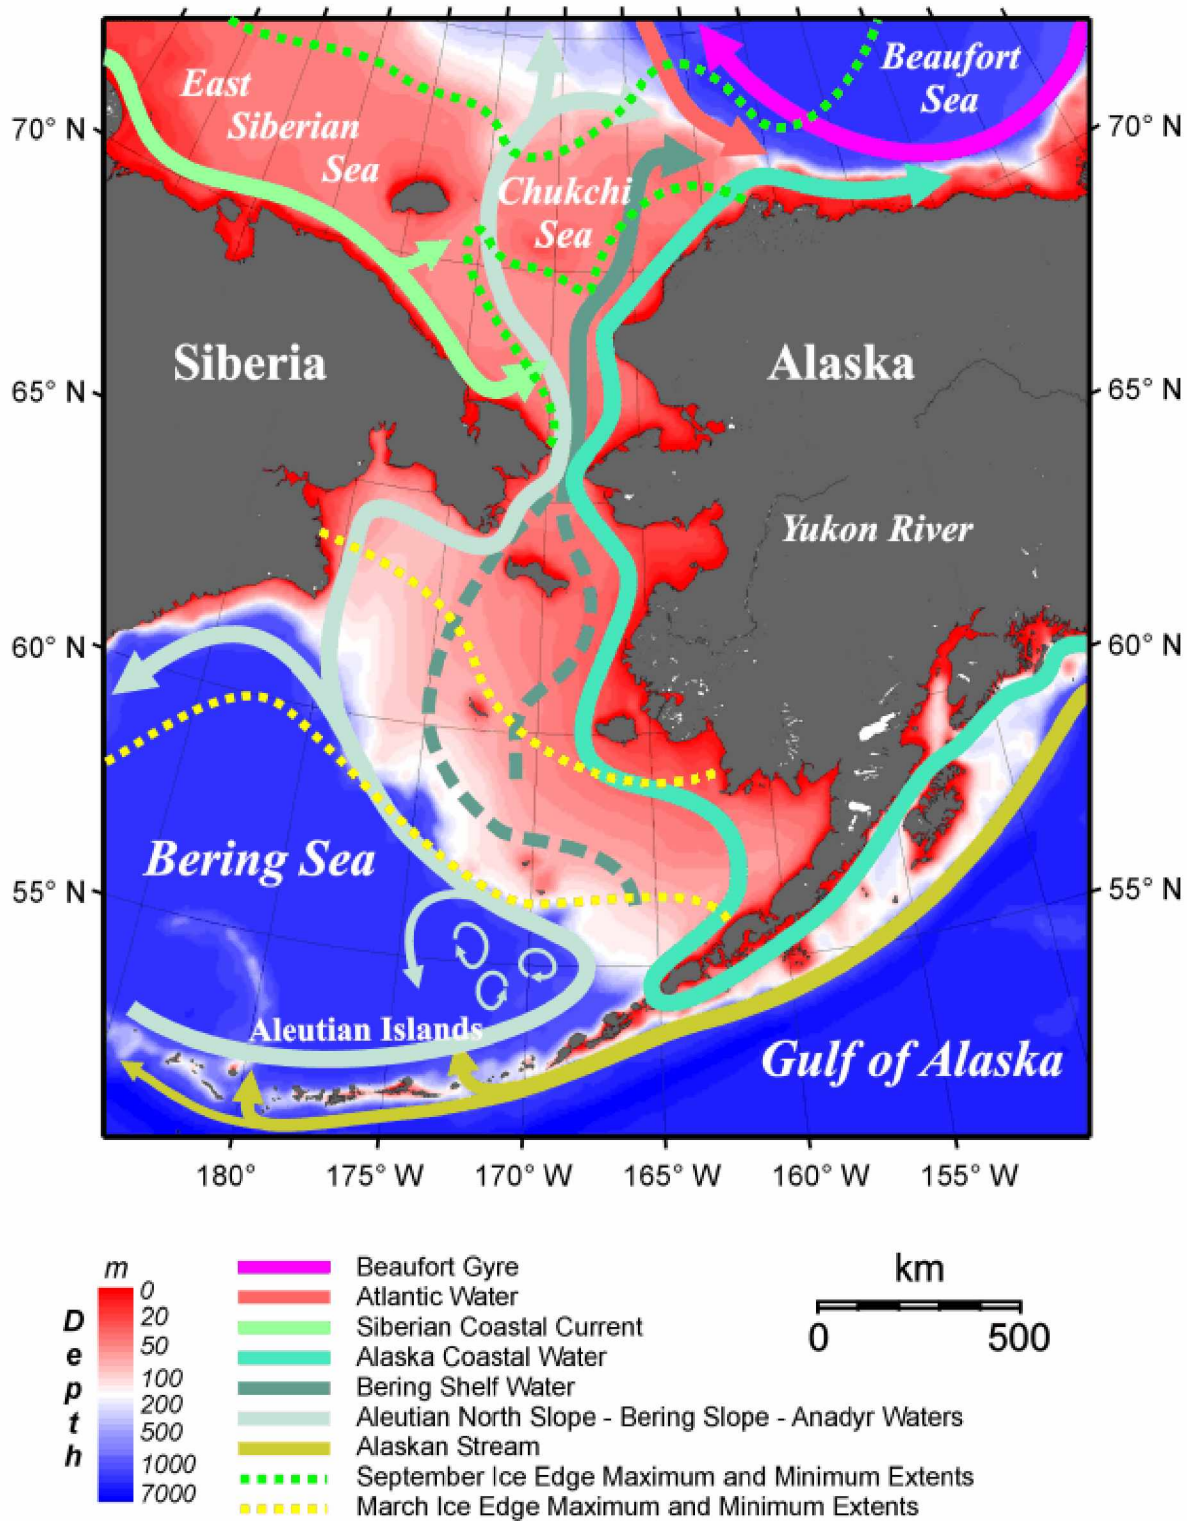 East
Siberian
Sea
Beaufort
Sea
70° N
70° N
Chukchi
Sea
Siberia
Alaska
65° N
65° N
Yukon River
60° N
60° N
Bering Sea
55° N
55° N
Aleutian Islands
Gulf of Alaska
180°
175° W
170° W
165° W
160° W
155° W
m
0
20
50
100
200
500
1000
7000
Depth
Beaufort Gyre
Atlantic Water
Siberian Coastal Current
Alaska Coastal Water
Bering Shelf Water
Aleutian North Slope - Bering Slope - Anadyr Waters
Alaskan Stream
September Ice Edge Maximum and Minimum Extents
March Ice Edge Maximum and Minimum Extents
km
0
500